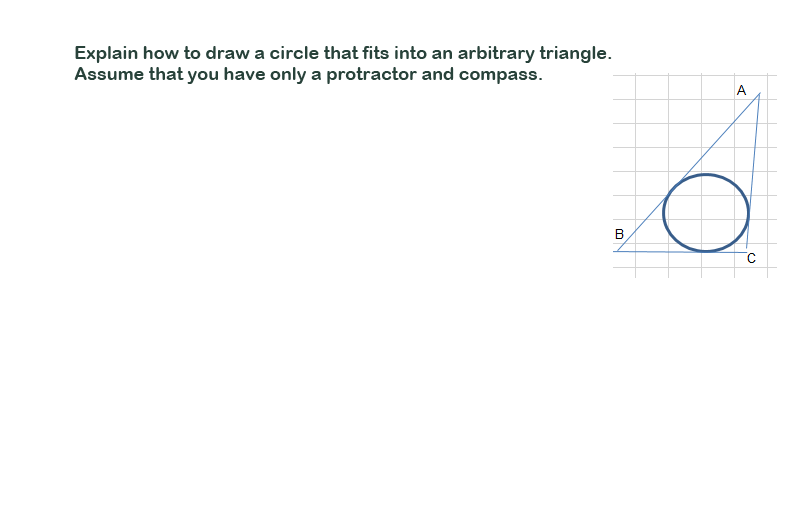 Explain how to draw a circle that fits into an arbitrary triangle.
Assume that you have only a protractor and compass.
A
B
C